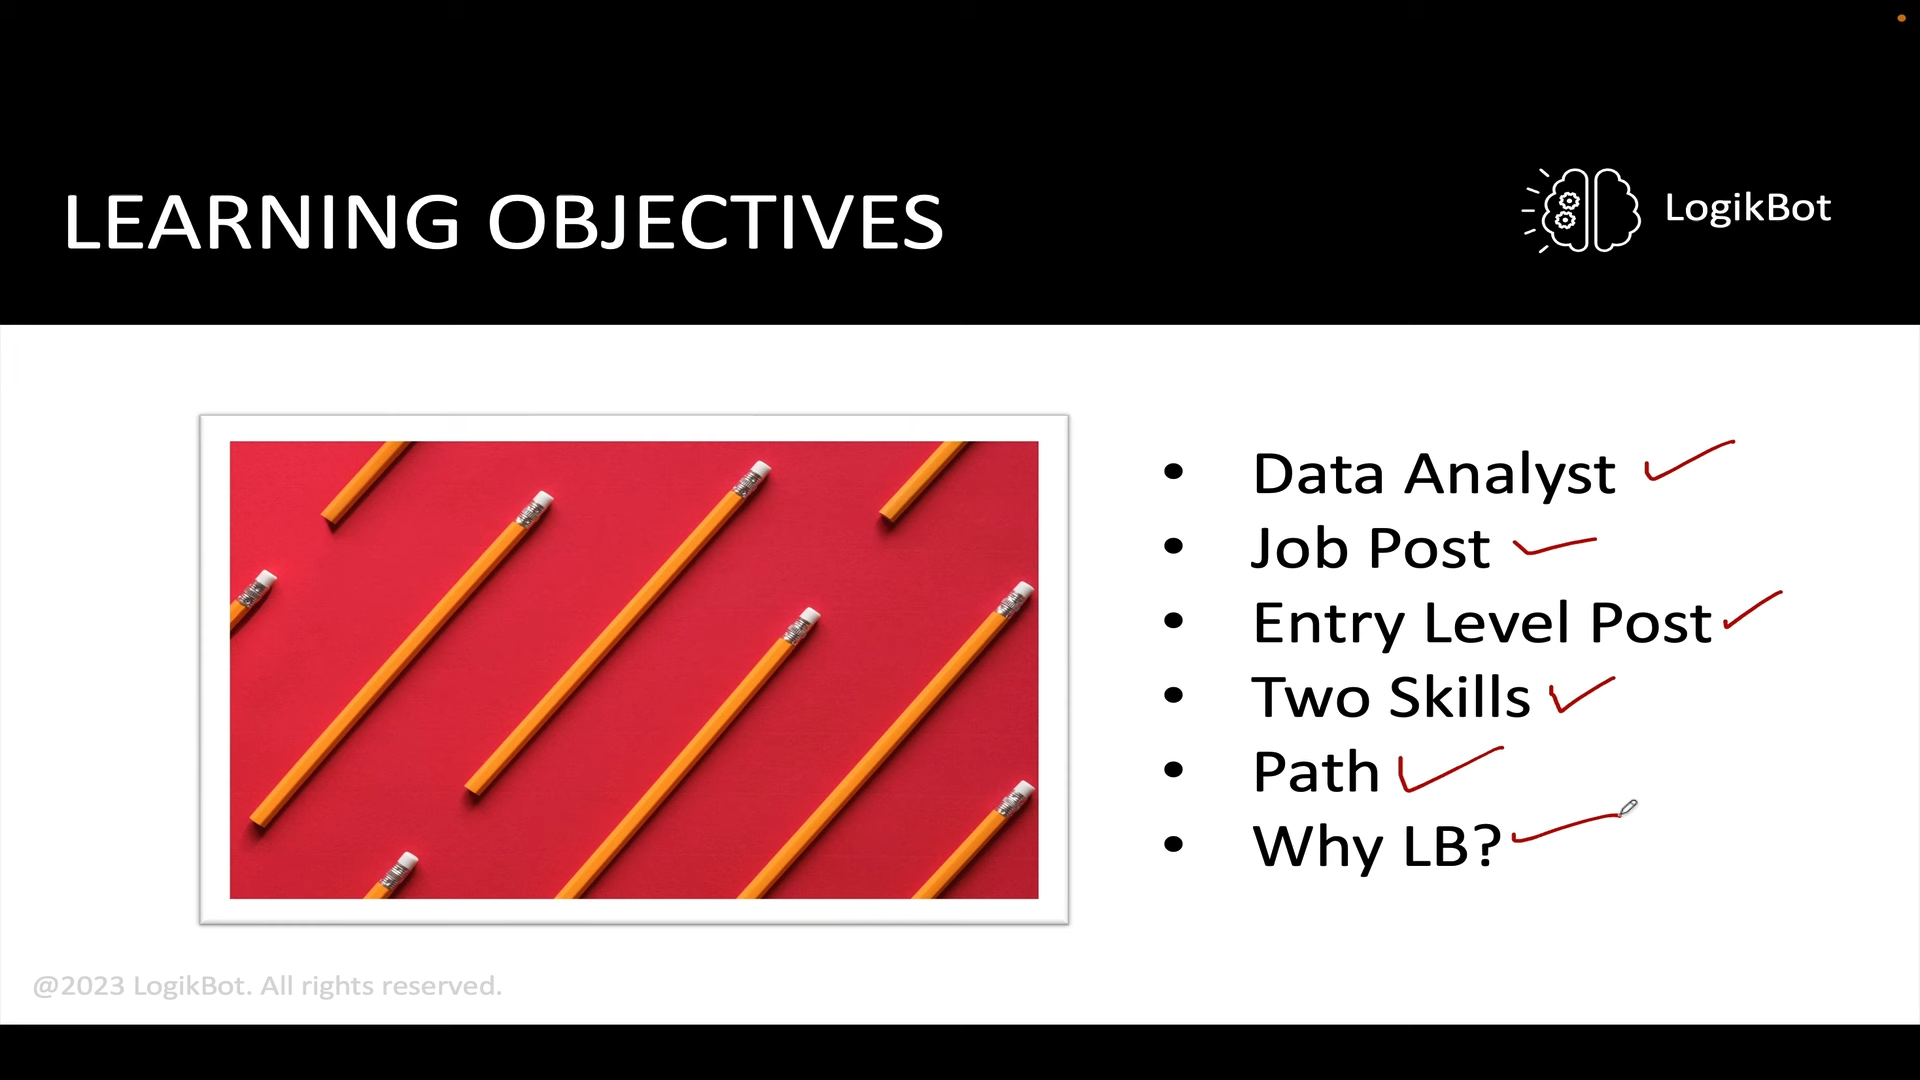 LEARNING OBJECTIVES
LogikBot
• Data Analyst
• Job Post
• Entry Level Post
• Two Skills
• Path
• Why LB?
@2023 LogikBot. All rights reserved.